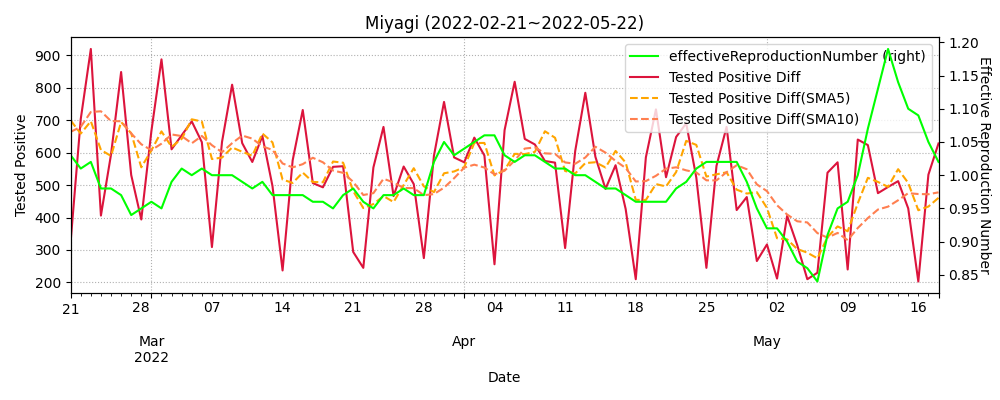 Miyagi (2022-02-21~2022-05-22)
effectiveReproductionNumber (right)
Tested Positive Diff
Tested Positive Diff(SMA5)
Tested Positive Diff(SMA10)
Tested Positive
900
800
700
600
500
400
300
200
Effective Reproduction Number
1.20
1.15
1.10
1.05
1.00
0.95
0.90
0.85
21 28 07 14 21 28 04 11 18 25 02 09 16
Mar Apr May
2022
Date